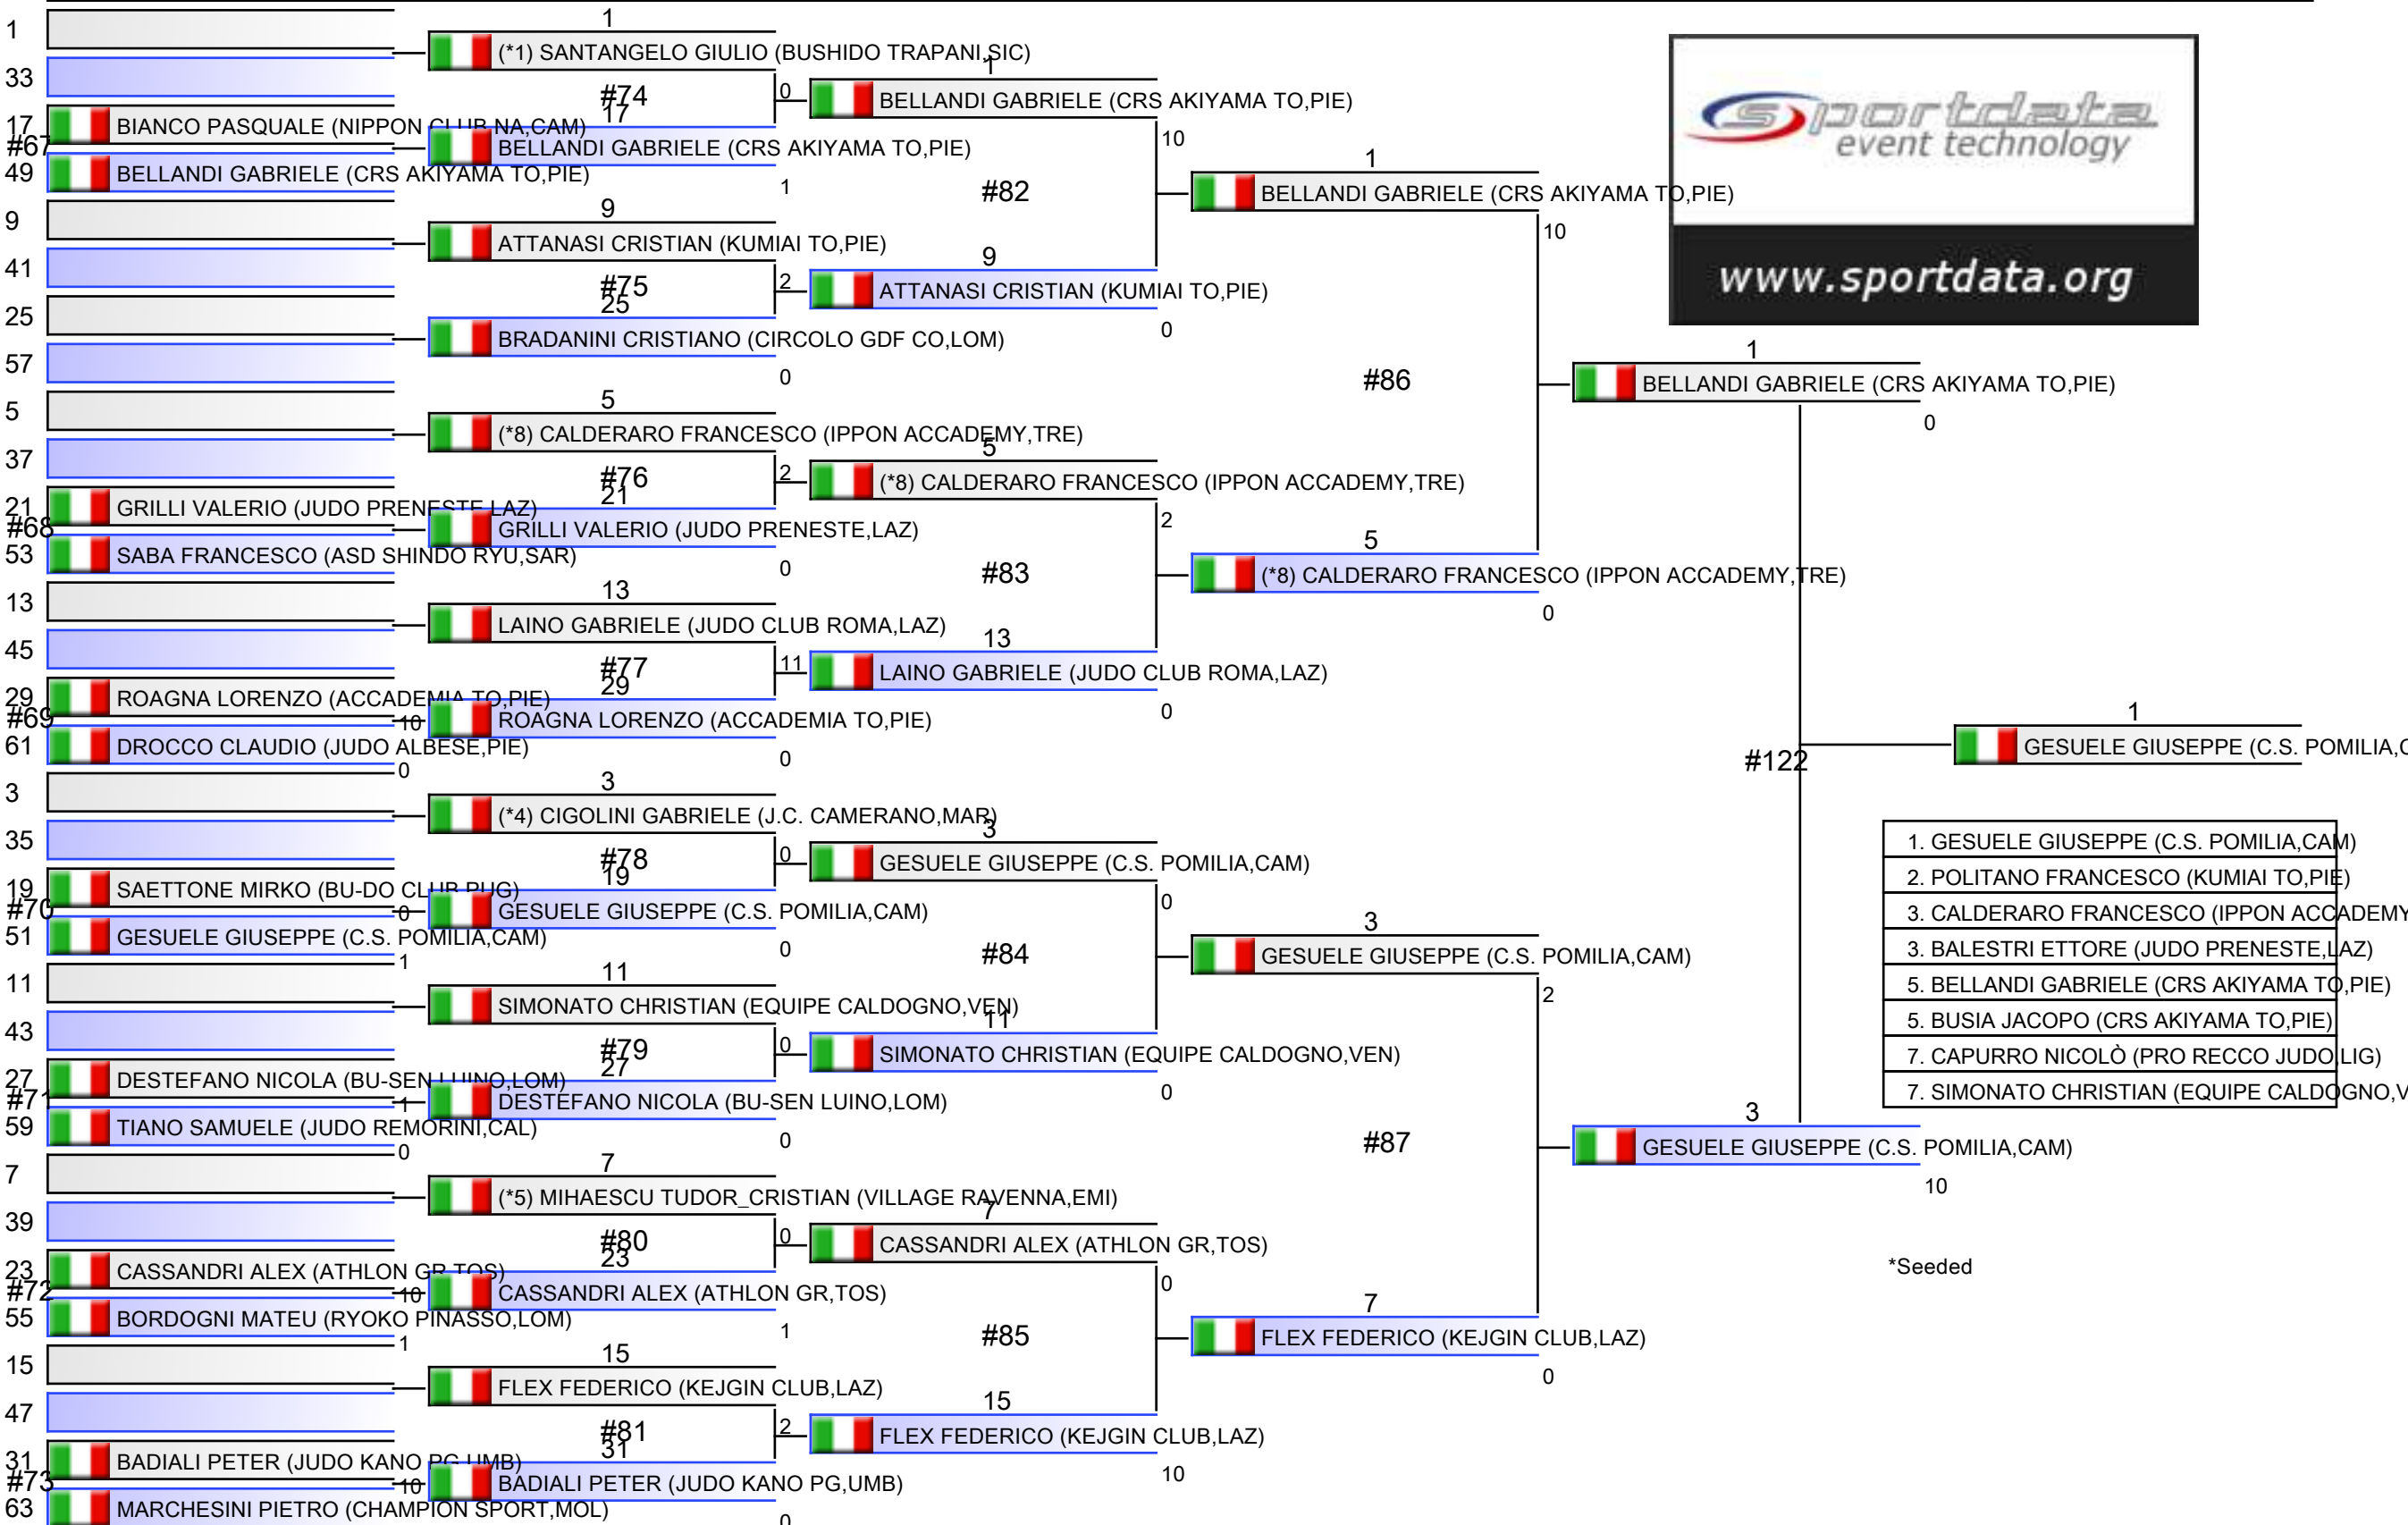 1
33
17
#67
49
9
41
25
57
5
37
21
#68
53
13
45
29
#69
61
3
35
19
#70
51
11
43
27
#71
59
7
39
23
#72
55
15
47
31
#73
63
BIANCO PASQUALE (NIPPON CLUB NA,CAM)
BELLANDI GABRIELE (CRS AKIYAMA TO,PIE)
GRILLI VALERIO (JUDO PRENESTE,LAZ)
SABA FRANCESCO (ASD SHINDO RYU,SAR)
ROAGNA LORENZO (ACCADEMIA TO,PIE)
10
DROCCO CLAUDIO (JUDO ALBESE,PIE)
0
SAETTONE MIRKO (BU-DO CLUB,PUG)
0
GESUELE GIUSEPPE (C.S. POMILIA,CAM)
1
DESTEFANO NICOLA (BU-SEN LUINO,LOM)
1
TIANO SAMUELE (JUDO REMORINI,CAL)
0
CASSANDRI ALEX (ATHLON GR,TOS)
10
BORDOGNI MATEU (RYOKO PINASSO,LOM)
1
BADIALI PETER (JUDO KANO PG,UMB)
10
MARCHESINI PIETRO (CHAMPION SPORT,MOL)
1
(*1) SANTANGELO GIULIO (BUSHIDO TRAPANI,SIC)
0
#74
17
BELLANDI GABRIELE (CRS AKIYAMA TO,PIE)
1
9
ATTANASI CRISTIAN (KUMIAI TO,PIE)
2
#75
25
BRADANINI CRISTIANO (CIRCOLO GDF CO,LOM)
0
5
(*8) CALDERARO FRANCESCO (IPPON ACCADEMY,TRE)
2
#76
21
GRILLI VALERIO (JUDO PRENESTE,LAZ)
0
13
LAINO GABRIELE (JUDO CLUB ROMA,LAZ)
11
#77
29
ROAGNA LORENZO (ACCADEMIA TO,PIE)
0
3
(*4) CIGOLINI GABRIELE (J.C. CAMERANO,MAR)
0
#78
19
GESUELE GIUSEPPE (C.S. POMILIA,CAM)
0
11
SIMONATO CHRISTIAN (EQUIPE CALDOGNO,VEN)
0
#79
27
DESTEFANO NICOLA (BU-SEN LUINO,LOM)
0
7
(*5) MIHAESCU TUDOR_CRISTIAN (VILLAGE RAVENNA,EMI)
0
#80
23
CASSANDRI ALEX (ATHLON GR,TOS)
1
15
FLEX FEDERICO (KEJGIN CLUB,LAZ)
2
#81
31
BADIALI PETER (JUDO KANO PG,UMB)
0
1
BELLANDI GABRIELE (CRS AKIYAMA TO,PIE)
10
#82
9
ATTANASI CRISTIAN (KUMIAI TO,PIE)
0
5
(*8) CALDERARO FRANCESCO (IPPON ACCADEMY,TRE)
2
#83
13
LAINO GABRIELE (JUDO CLUB ROMA,LAZ)
0
3
GESUELE GIUSEPPE (C.S. POMILIA,CAM)
0
#84
11
SIMONATO CHRISTIAN (EQUIPE CALDOGNO,VEN)
0
7
CASSANDRI ALEX (ATHLON GR,TOS)
0
#85
15
FLEX FEDERICO (KEJGIN CLUB,LAZ)
10
1
BELLANDI GABRIELE (CRS AKIYAMA TO,PIE)
10
#86
5
(*8) CALDERARO FRANCESCO (IPPON ACCADEMY,TRE)
0
3
GESUELE GIUSEPPE (C.S. POMILIA,CAM)
2
#87
7
FLEX FEDERICO (KEJGIN CLUB,LAZ)
0
sportdata
event technology
www.sportdata.org
1
BELLANDI GABRIELE (CRS AKIYAMA TO,PIE)
0
#122
3
GESUELE GIUSEPPE (C.S. POMILIA,CAM)
10
1
GESUELE GIUSEPPE (C.S. POMILIA,
1. GESUELE GIUSEPPE (C.S. POMILIA,CAM)
2. POLITANO FRANCESCO (KUMIAI TO,PIE)
3. CALDERARO FRANCESCO (IPPON ACCADEMY
3. BALESTRI ETTORE (JUDO PRENESTE,LAZ)
5. BELLANDI GABRIELE (CRS AKIYAMA TO,PIE)
5. BUSIA JACOPO (CRS AKIYAMA TO,PIE)
7. CAPURRO NICOLÒ (PRO RECCO JUDO,LIG)
7. SIMONATO CHRISTIAN (EQUIPE CALDOGNO,V
*Seeded